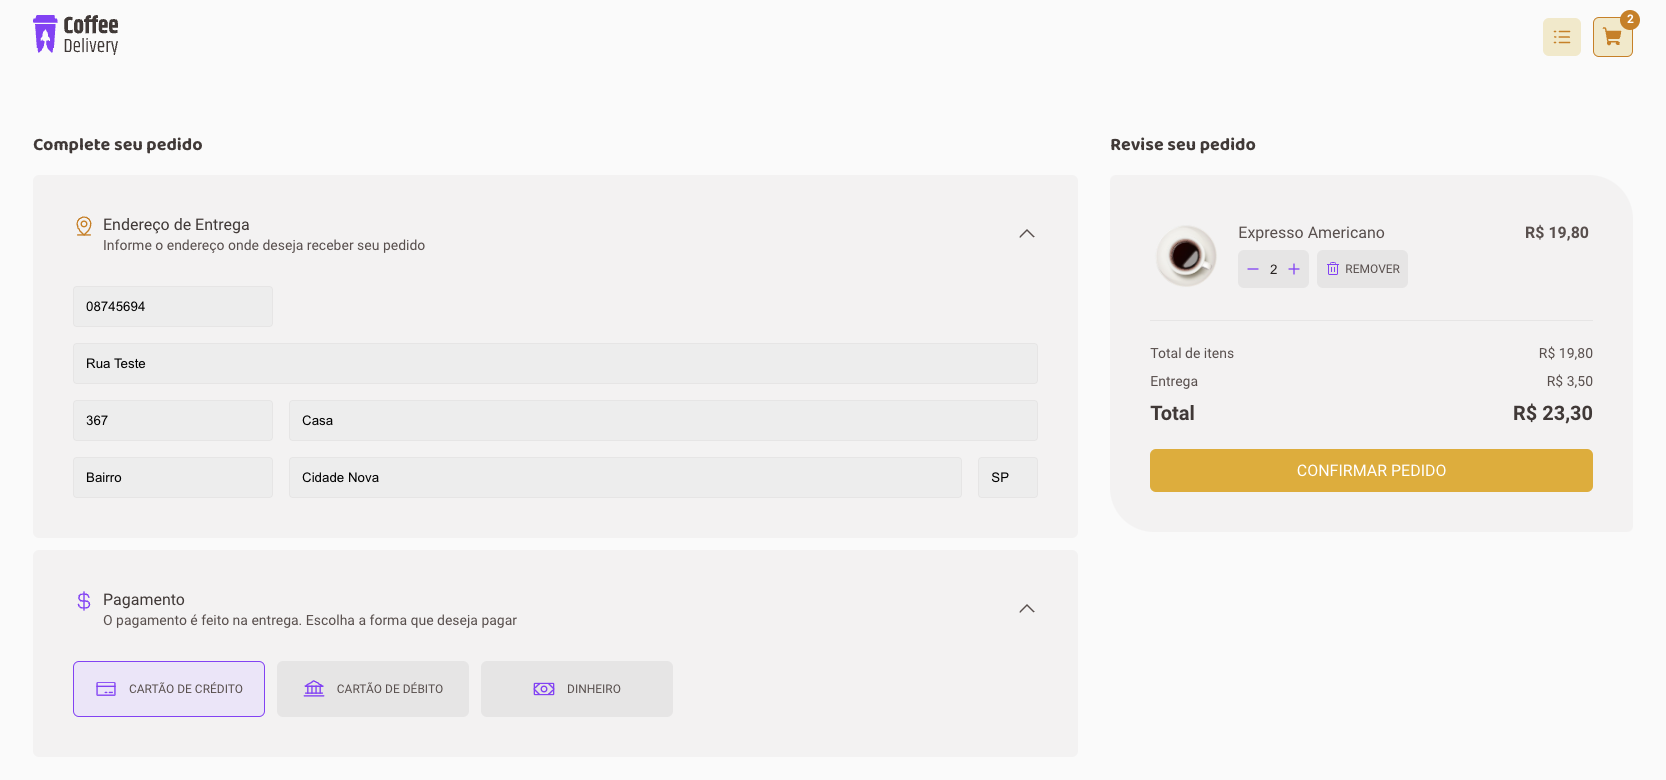 Coffee
Delivery
2
Complete seu pedido
Endereço de Entrega
Informe o endereço onde deseja receber seu pedido
08745694
Rua Teste
367
Casa
Bairro
Cidade Nova
SP
Pagamento
O pagamento é feito na entrega. Escolha a forma que deseja pagar
CARTÃO DE CRÉDITO
CARTÃO DE DÉBITO
DINHEIRO
Revise seu pedido
Expresso Americano
R$ 19,80
2
REMOVER
Total de itens
R$ 19,80
Entrega
R$ 3,50
Total
R$ 23,30
CONFIRMAR PEDIDO